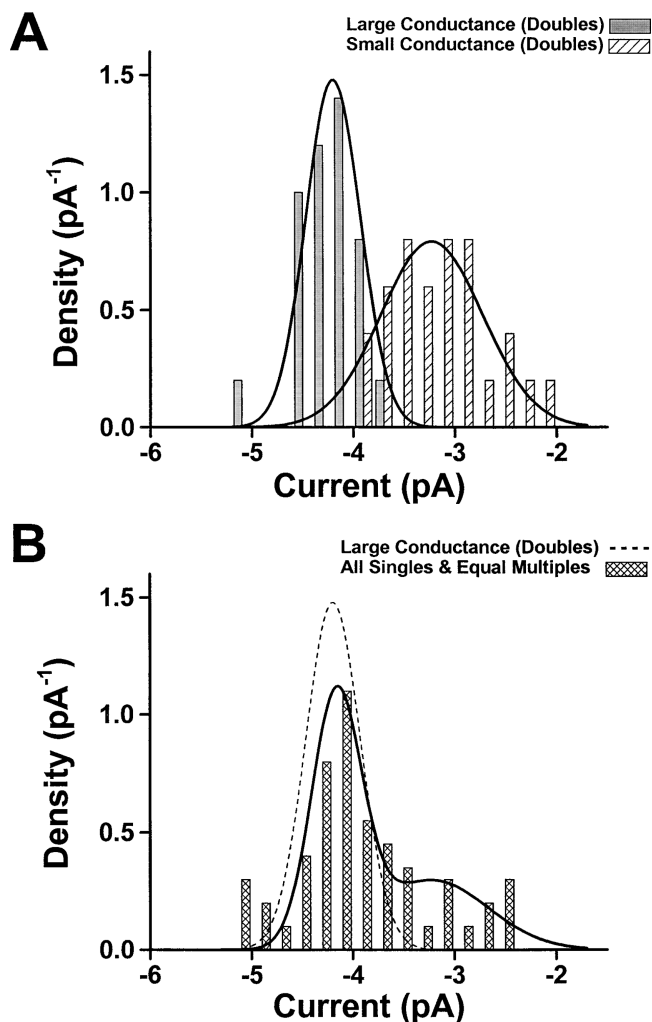 A
Large Conductance (Doubles)
Small Conductance (Doubles)
1.5
1.0
0.5
0.0
Density (pA⁻¹)
-6 -5 -4 -3 -2
Current (pA)
B
Large Conductance (Doubles)
All Singles & Equal Multiples
1.5
1.0
0.5
0.0
Density (pA⁻¹)
-6 -5 -4 -3 -2
Current (pA)